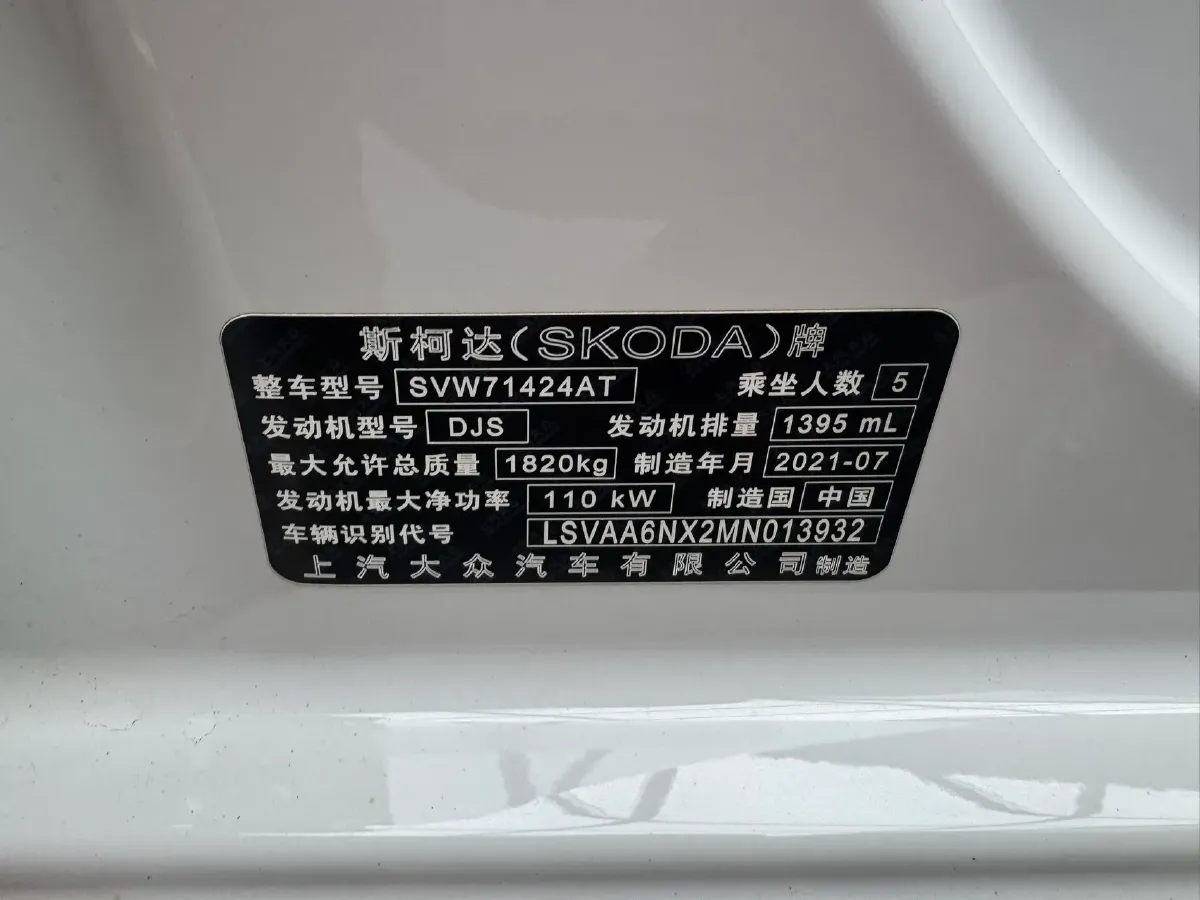 斯柯达(SKODA)牌
整车型号 SVW71424AT 乘坐人数 5
发动机型号 DJS 发动机排量 1395 mL
最大允许总质量 1820kg 制造年月 2021-07
发动机最大净功率 110 kW 制造国 中国
车辆识别代号 LSVAA6NX2MN013932
上汽大众汽车有限公司制造